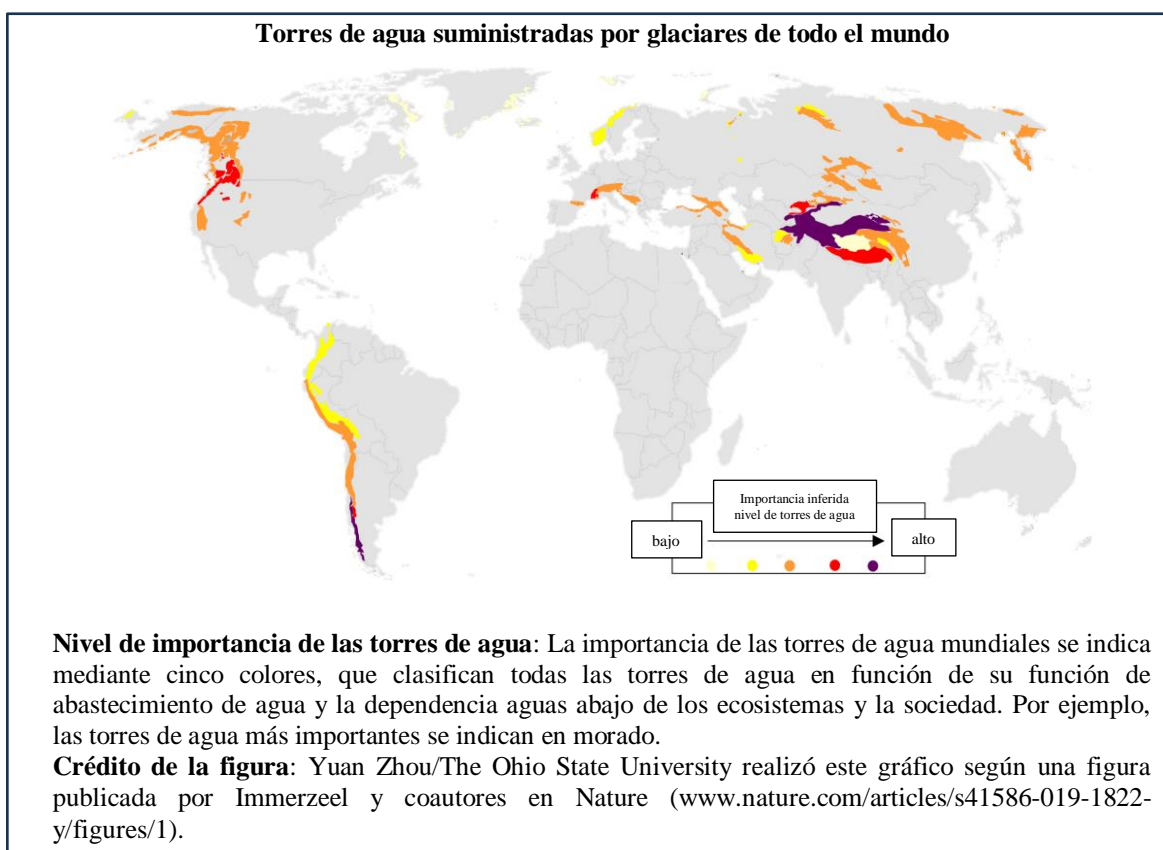 Torres de agua suministradas por glaciares de todo el mundo
Importancia inferida
nivel de torres de agua
bajo
alto
Nivel de importancia de las torres de agua: La importancia de las torres de agua mundiales se indica
mediante cinco colores, que clasifican todas las torres de agua en función de su función de
abastecimiento de agua y la dependencia aguas abajo de los ecosistemas y la sociedad. Por ejemplo,
las torres de agua más importantes se indican en morado.
Crédito de la figura: Yuan Zhou/The Ohio State University realizó este gráfico según una figura
publicada por Immerzeel y coautores en Nature (www.nature.com/articles/s41586-019-1822-
y/figures/1).